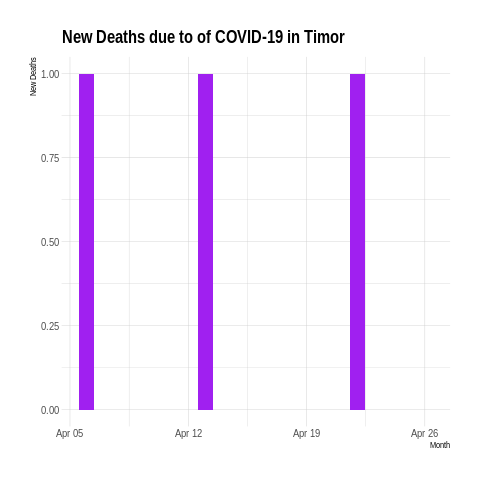 New Deaths due to of COVID-19 in Timor
New Deaths
1.00
0.75
0.50
0.25
0.00
Apr 05 Apr 12 Apr 19 Apr 26
Month